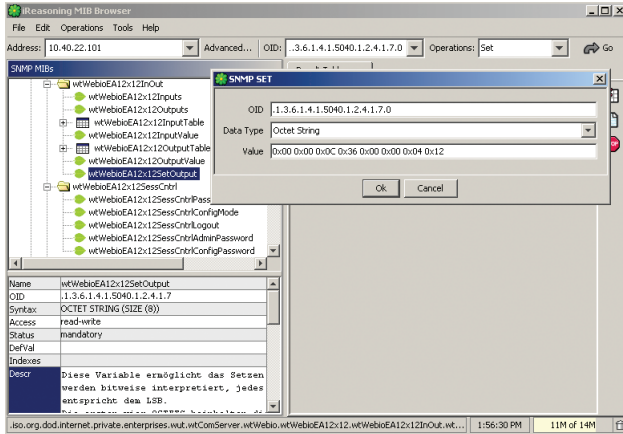 iReasoning MIB Browser
File Edit Operations Tools Help
Address: 10.40.22.101 Advanced... OID: ..3.6.1.4.1.5040.1.2.4.1.7.0 Operations: Set Go
SNMP MIBs
wtWebioEA12x12InOut
wtWebioEA12x12Inputs
wtWebioEA12x12Outputs
wtWebioEA12x12InputTable
wtWebioEA12x12InputValue
wtWebioEA12x12OutputTable
wtWebioEA12x12OutputValue
wtWebioEA12x12SetOutput
wtWebioEA12x12SessCntrl
wtWebioEA12x12SessCntrlPass
wtWebioEA12x12SessCntrlConfigMode
wtWebioEA12x12SessCntrlLogout
wtWebioEA12x12SessCntrlAdminPassword
wtWebioEA12x12SessCntrlConfigPassword
SNMP SET
OID .1.3.6.1.4.1.5040.1.2.4.1.7.0
Data Type Octet String
Value 0x00 0x00 0x0C 0x36 0x00 0x00 0x04 0x12
Ok Cancel
Name wtWebioEA12x12SetOutput
OID .1.3.6.1.4.1.5040.1.2.4.1.7
Syntax OCTET STRING (SIZE (8))
Access read-write
Status mandatory
DefVal
Indexes
Descr Diese Variable ermöglicht das Setzen
werden bitweise interpretiert, jedes
entspricht dem LSB.
.iso.org.dod.internet.private.enterprises.wut.wtComServer.wtWebio.wtWebioEA12x12.wtWebioEA12x12InOut.wt... 1:56:30 PM 11M of 14M